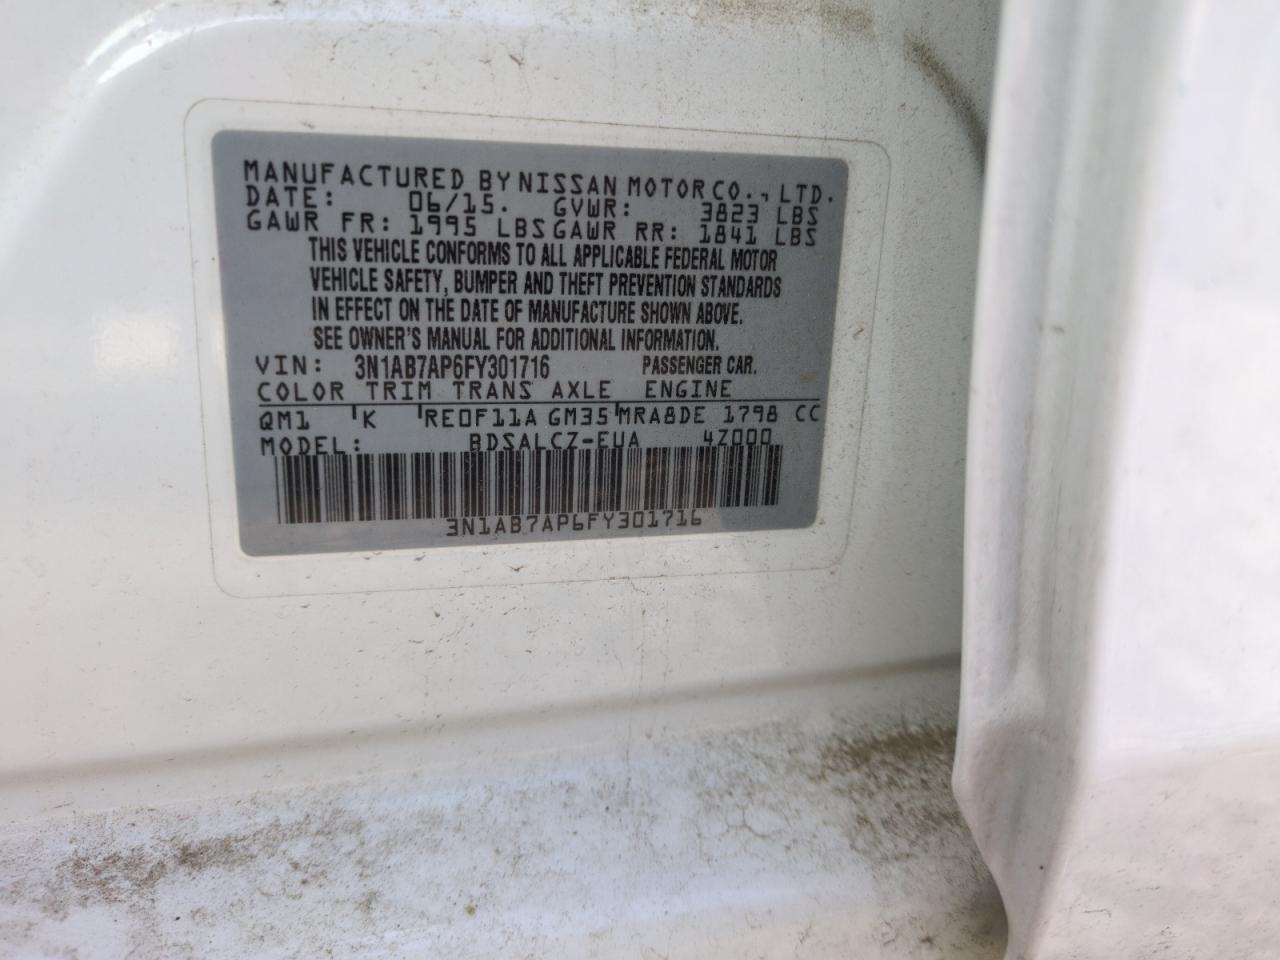 MANUFACTURED BY NISSAN MOTOR CO., LTD.
DATE: 06/15. GVWR: 3823 LBS
GAWR FR: 1995 LBS GAWR RR: 1841 LBS
THIS VEHICLE CONFORMS TO ALL APPLICABLE FEDERAL MOTOR
VEHICLE SAFETY, BUMPER AND THEFT PREVENTION STANDARDS
IN EFFECT ON THE DATE OF MANUFACTURE SHOWN ABOVE.
SEE OWNER'S MANUAL FOR ADDITIONAL INFORMATION.
VIN: 3N1AB7AP6FY301716 PASSENGER CAR.
COLOR TRIM TRANS AXLE ENGINE
QM1 K RE0F11A GM35 MRA8DE 1798 CC
MODEL: BDSALCZ-EUA 4Z000
3N1AB7AP6FY301716